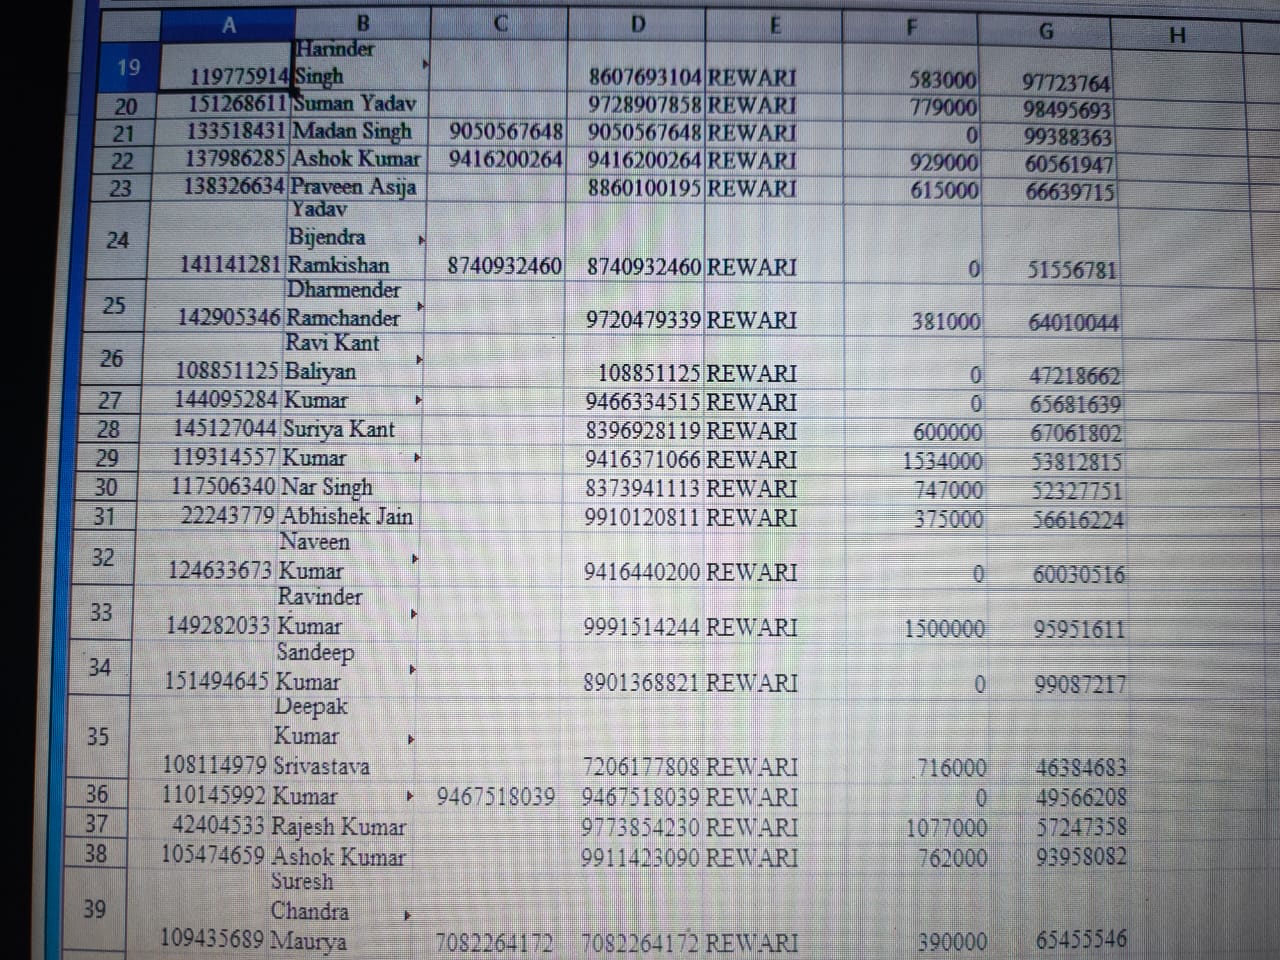 A B C D E F G H
19 119775914 Harinder Singh 8607693104 REWARI 583000 97723764
20 151268611 Suman Yadav 9728907858 REWARI 779000 98495693
21 133518431 Madan Singh 9050567648 9050567648 REWARI 0 99388363
22 137986285 Ashok Kumar 9416200264 9416200264 REWARI 929000 60561947
23 138326634 Praveen Asija 8860100195 REWARI 615000 66639715
24 141141281 Yadav Bijendra Ramkishan 8740932460 8740932460 REWARI 0 51556781
25 142905346 Dharmender Ramchander 9720479339 REWARI 381000 64010044
26 108851125 Ravi Kant Baliyan 108851125 REWARI 0 47218662
27 144095284 Kumar 9466334515 REWARI 0 65681639
28 145127044 Suriya Kant 8396928119 REWARI 600000 67061802
29 119314557 Kumar 9416371066 REWARI 1534000 53812815
30 117506340 Nar Singh 8373941113 REWARI 747000 52327751
31 22243779 Abhishek Jain 9910120811 REWARI 375000 56616224
32 124633673 Naveen Kumar 9416440200 REWARI 0 60030516
33 149282033 Ravinder Kumar 9991514244 REWARI 1500000 95951611
34 151494645 Sandeep Kumar 8901368821 REWARI 0 99087217
35 108114979 Deepak Kumar Srivastava 7206177808 REWARI 716000 46384683
36 110145992 Kumar 9467518039 9467518039 REWARI 0 49566208
37 42404533 Rajesh Kumar 9773854230 REWARI 1077000 57247358
38 105474659 Ashok Kumar 9911423090 REWARI 762000 93958082
39 109435689 Suresh Chandra Maurya 7082264172 7082264172 REWARI 390000 65455546